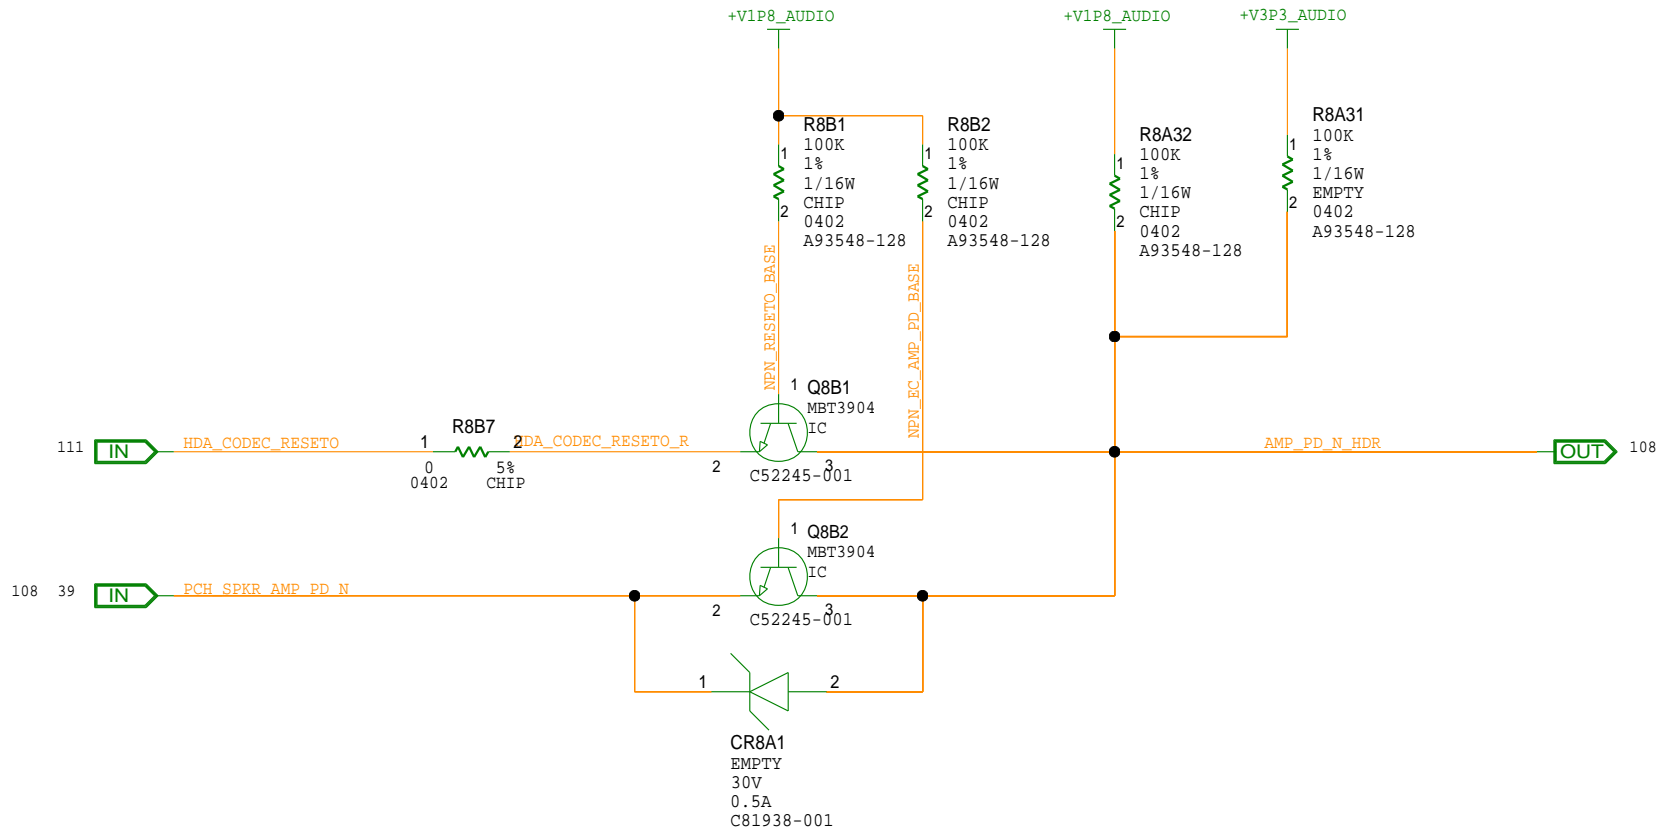 +V1P8_AUDIO
+V1P8_AUDIO
+V3P3_AUDIO
R8B1
100K
1%
1/16W
CHIP
0402
A93548-128
1
2
R8B2
100K
1%
1/16W
CHIP
0402
A93548-128
1
2
R8A32
100K
1%
1/16W
CHIP
0402
A93548-128
1
2
R8A31
100K
1%
1/16W
EMPTY
0402
A93548-128
1
2
NPN_RESETO_BASE
NPN_EC_AMP_PD_BASE
1
Q8B1
MBT3904
IC
2
3
C52245-001
111
IN
HDA_CODEC_RESETO
1
R8B7
2
0
5%
0402
CHIP
HDA_CODEC_RESETO_R
AMP_PD_N_HDR
OUT
108
1
Q8B2
MBT3904
IC
2
3
C52245-001
108 39
IN
PCH_SPKR_AMP_PD_N
1
2
CR8A1
EMPTY
30V
0.5A
C81938-001